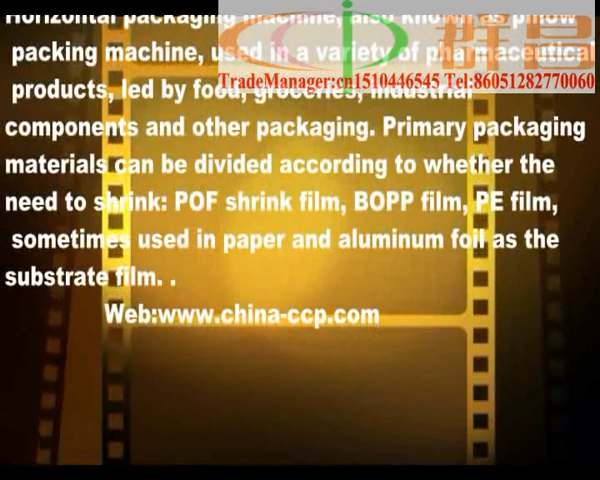 Horizontal packaging machine, also known as pillow
packing machine, used in a variety of pharmaceutical
products, led by food, groceries, industrial
components and other packaging. Primary packaging
materials can be divided according to whether the
need to shrink: POF shrink film, BOPP film, PE film,
sometimes used in paper and aluminum foil as the
substrate film. .
Web:www.china-ccp.com
TradeManager:cn1510446545 Tel:86051282770060